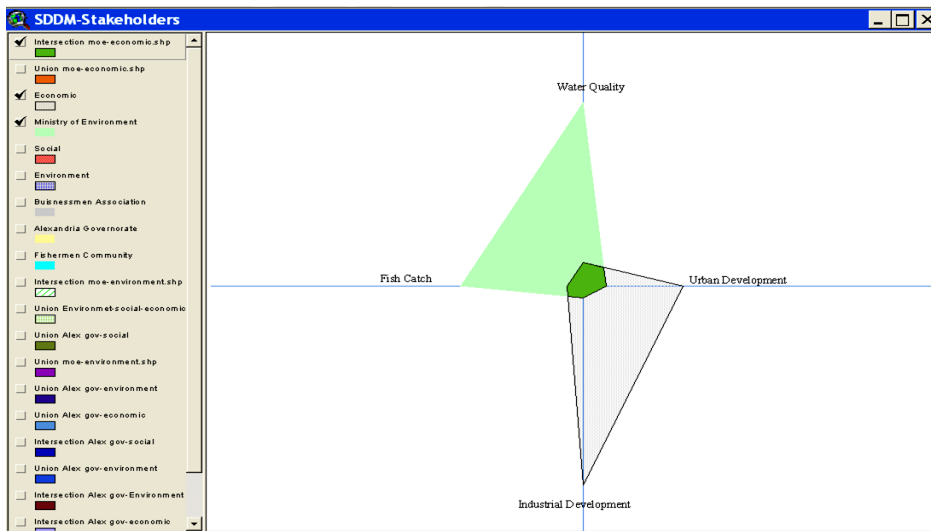 SDDM-Stakeholders
Intersection moe-economic.shp
Union moe-economic.shp
Economic
Ministry of Environment
Social
Environment
Buisnessmen Association
Alexandria Governorate
Fishermen Community
Intersection moe-environment.shp
Union Environmet-social-economic
Union Alex gov-social
Union moe-environment.shp
Union Alex gov-environment
Union Alex gov-economic
Intersection Alex gov-social
Union Alex gov-environment
Intersection Alex gov-Environment
Intersection Alex gov-economic
Water Quality
Fish Catch
Urban Development
Industrial Development